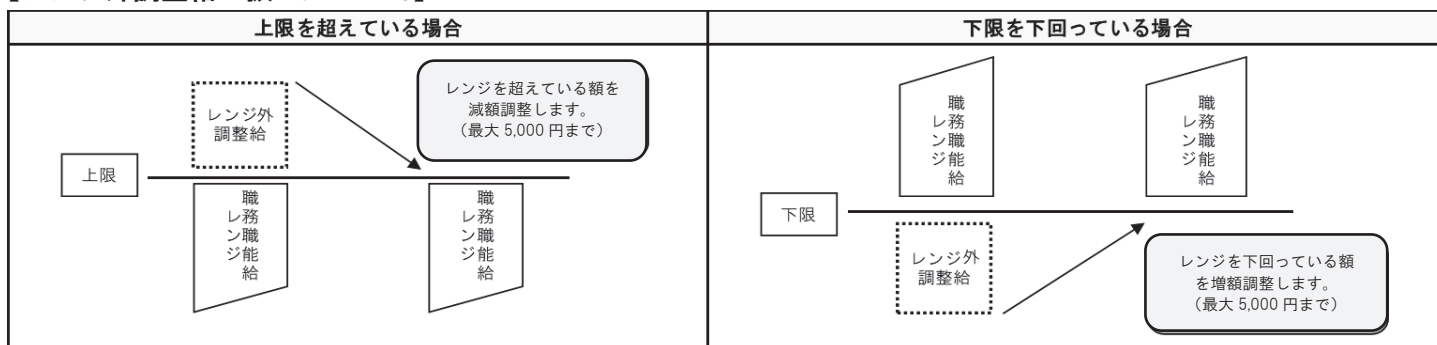 上限を超えている場合
レンジ外
調整給
レンジを超えている額を
減額調整します。
（最大 5,000 円まで）
上限
職務職能給
レンジ
職務職能給
レンジ
下限を下回っている場合
職務職能給
レンジ
職務職能給
レンジ
下限
レンジ外
調整給
レンジを下回っている額
を増額調整します。
（最大 5,000 円まで）